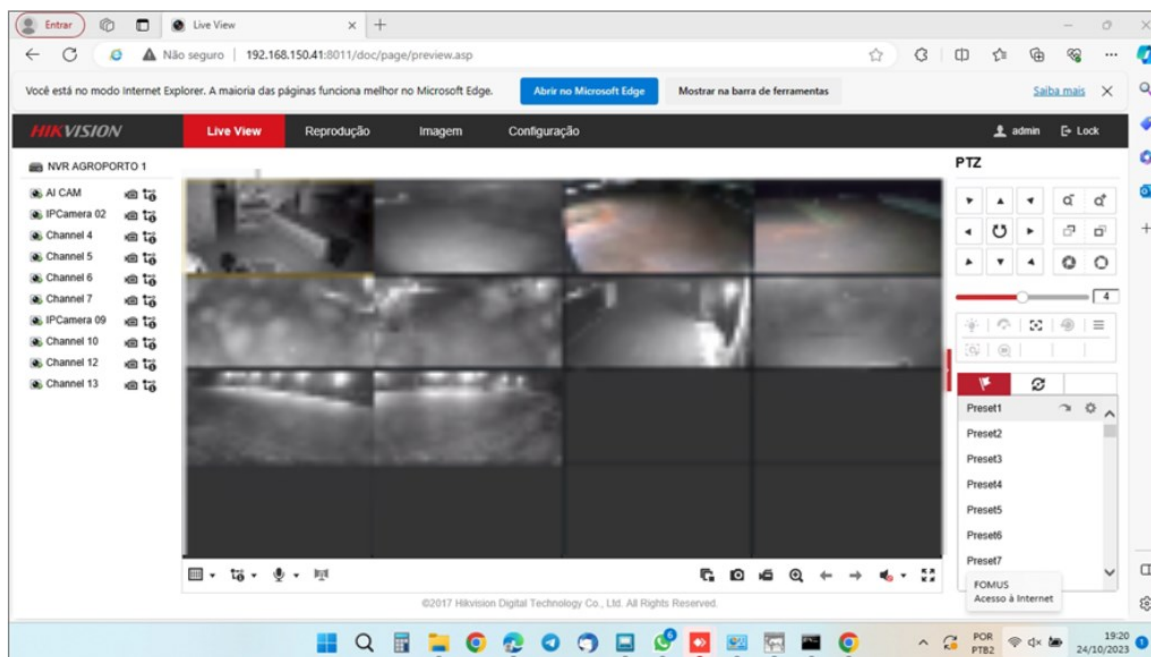 Entrar
Live View
Não seguro
192.168.150.41:8011/doc/page/preview.asp
Você está no modo Internet Explorer. A maioria das páginas funciona melhor no Microsoft Edge.
Abrir no Microsoft Edge
Mostrar na barra de ferramentas
Saiba mais
HIKVISION
Live View
Reprodução
Imagem
Configuração
admin
Lock
NVR AGROPORTO 1
AI CAM
IPCamera 02
Channel 4
Channel 5
Channel 6
Channel 7
IPCamera 09
Channel 10
Channel 12
Channel 13
PTZ
4
Preset1
Preset2
Preset3
Preset4
Preset5
Preset6
Preset7
FOMUS
Acesso à Internet
©2017 Hikvision Digital Technology Co., Ltd. All Rights Reserved.
6
POR
PTB2
19:20
24/10/2023
1